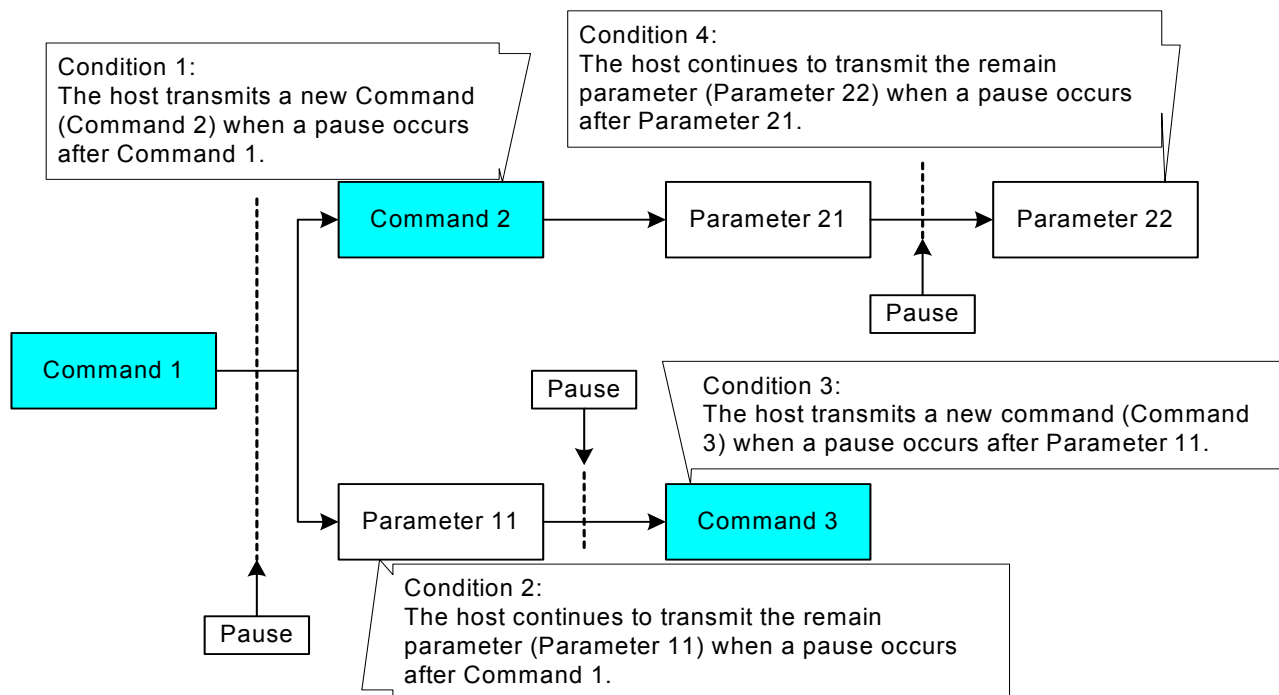 Condition 1:
The host transmits a new Command
(Command 2) when a pause occurs
after Command 1.
Condition 4:
The host continues to transmit the remain
parameter (Parameter 22) when a pause occurs
after Parameter 21.
Command 2
Parameter 21
Parameter 22
Pause
Command 1
Pause
Condition 3:
The host transmits a new command (Command
3) when a pause occurs after Parameter 11.
Parameter 11
Command 3
Pause
Condition 2:
The host continues to transmit the remain
parameter (Parameter 11) when a pause occurs
after Command 1.